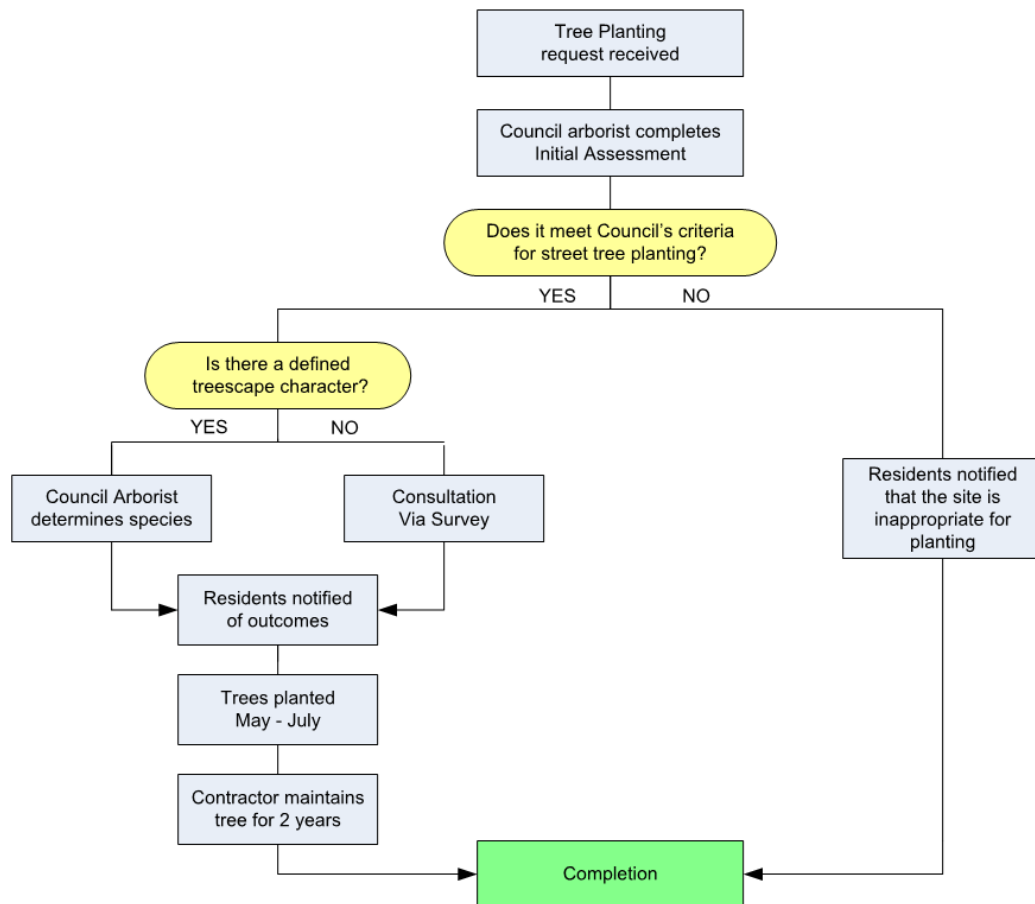 Tree Planting
request received
Council arborist completes
Initial Assessment
Does it meet Council's criteria
for street tree planting?
YES
NO
Is there a defined
treescape character?
YES
NO
Council Arborist
determines species
Consultation
Via Survey
Residents notified
that the site is
inappropriate for
planting
Residents notified
of outcomes
Trees planted
May - July
Contractor maintains
tree for 2 years
Completion